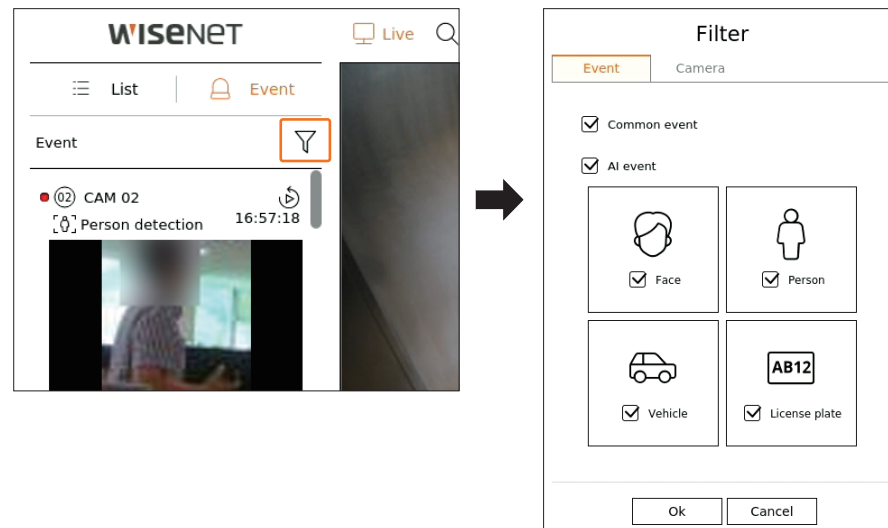 WISENET
Live
List
Event
Event
02 CAM 02
Person detection 16:57:18
Filter
Event Camera
Common event
AI event
Face
Person
Vehicle
AB12
License plate
Ok Cancel